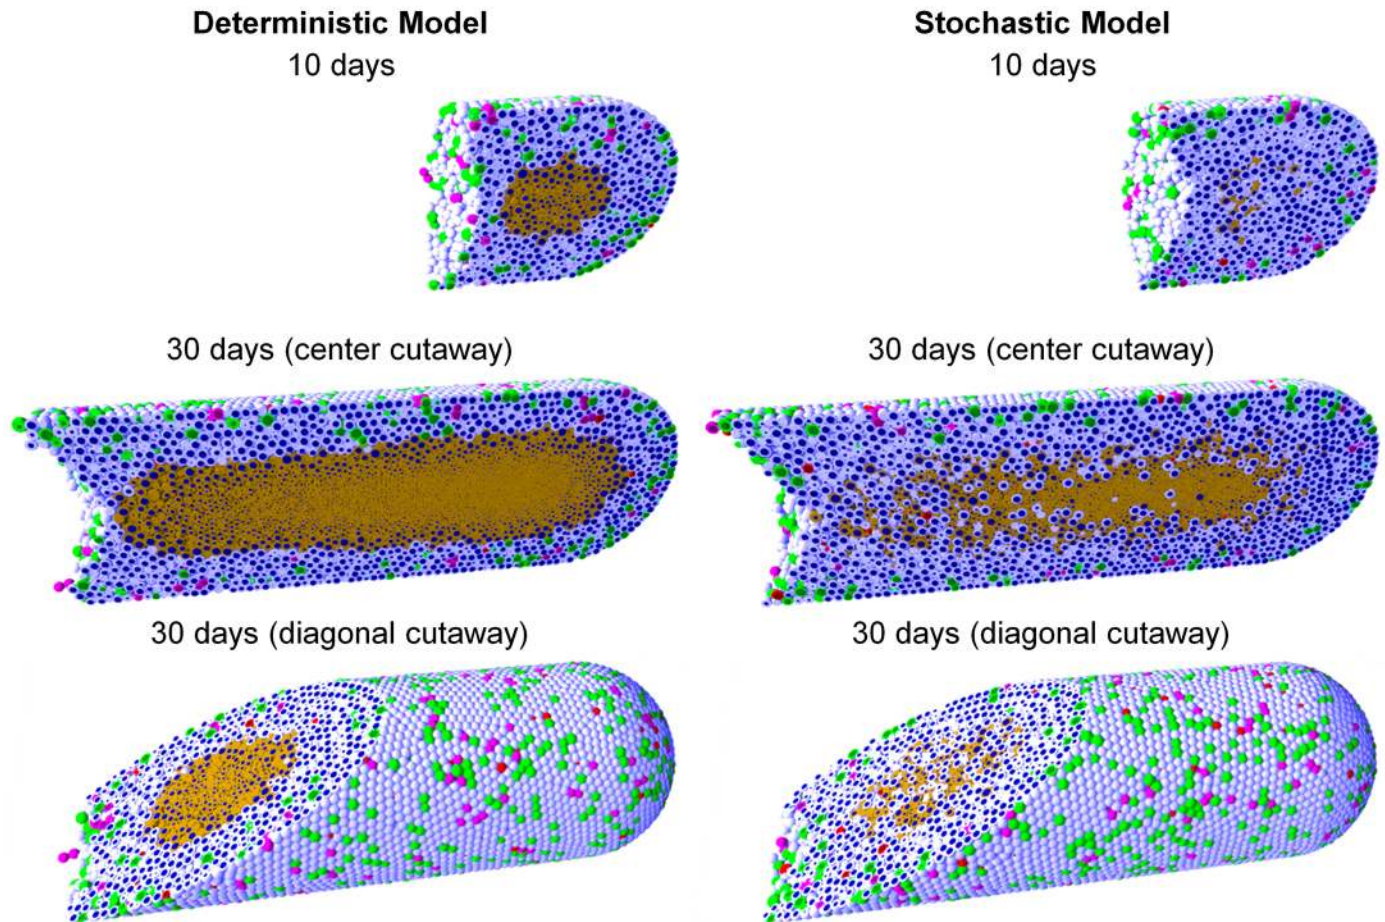 Deterministic Model
Stochastic Model
10 days
10 days
30 days (center cutaway)
30 days (center cutaway)
30 days (diagonal cutaway)
30 days (diagonal cutaway)